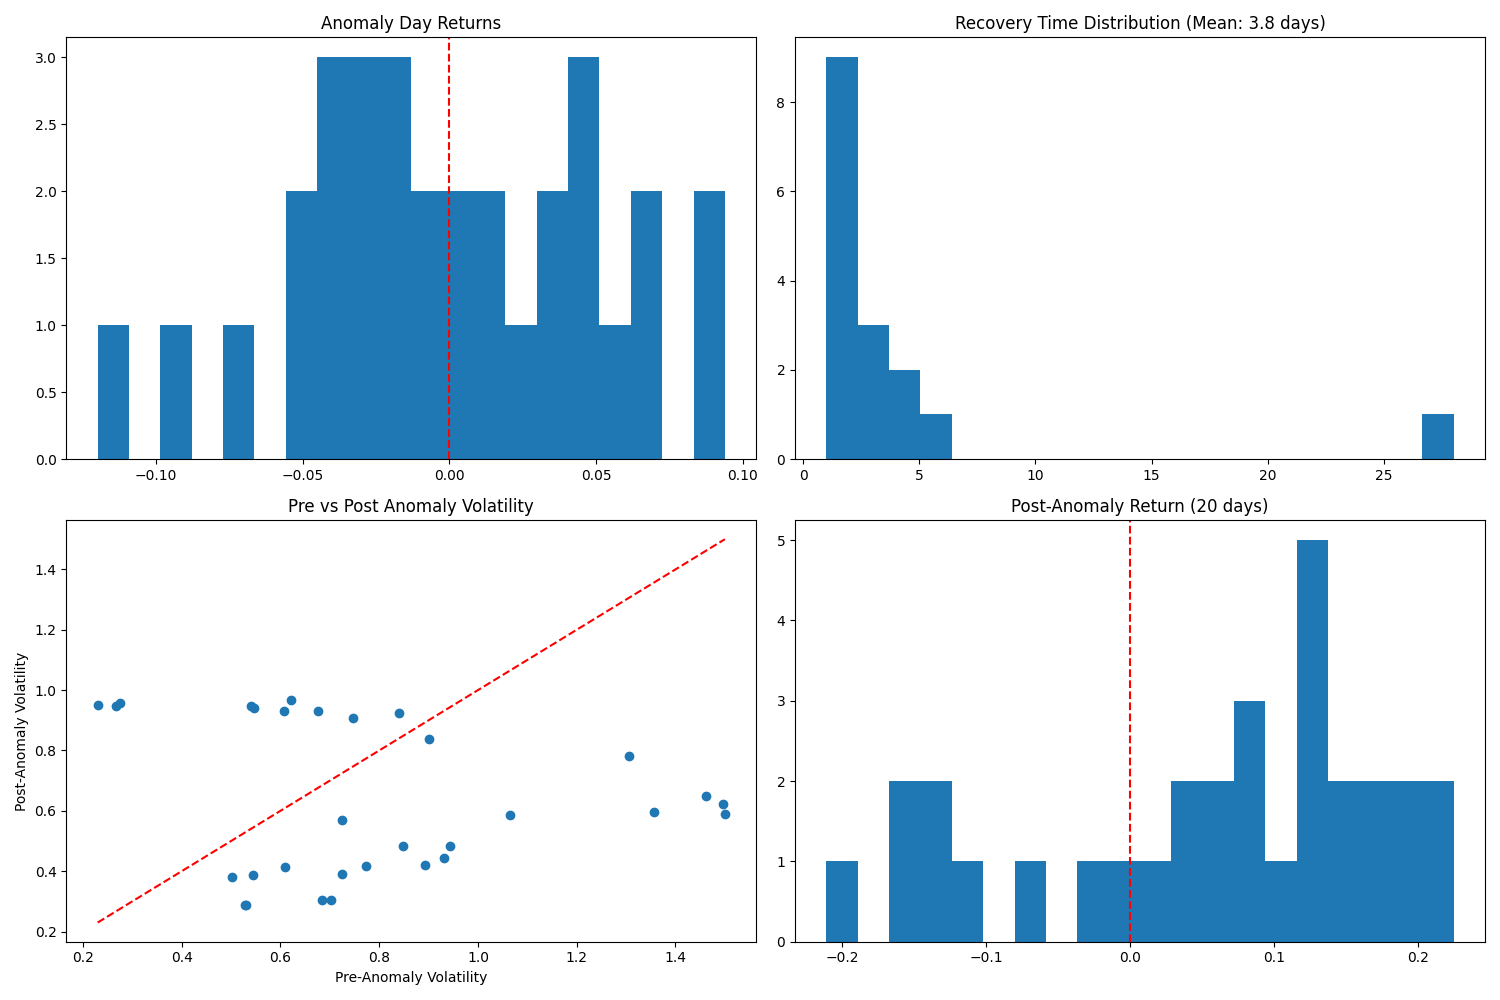 Anomaly Day Returns
3.0
2.5
2.0
1.5
1.0
0.5
0.0
−0.10 −0.05 0.00 0.05 0.10
Recovery Time Distribution (Mean: 3.8 days)
8
6
4
2
0
0 5 10 15 20 25
Pre vs Post Anomaly Volatility
Post-Anomaly Volatility
1.4
1.2
1.0
0.8
0.6
0.4
0.2
0.2 0.4 0.6 0.8 1.0 1.2 1.4
Pre-Anomaly Volatility
Post-Anomaly Return (20 days)
5
4
3
2
1
0
−0.2 −0.1 0.0 0.1 0.2